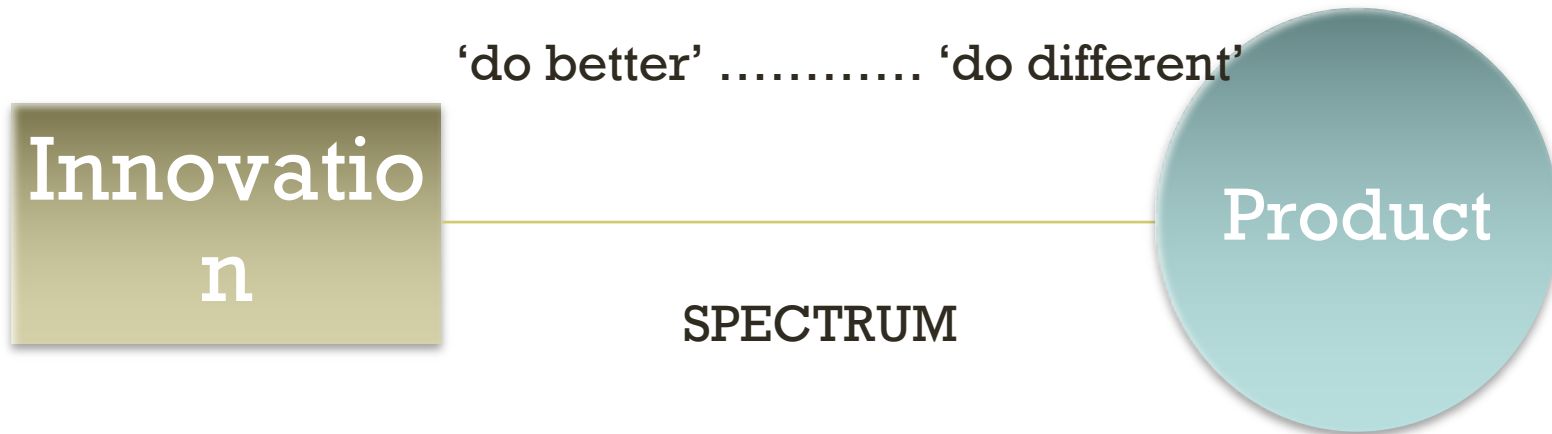 ‘do better’ ………… ‘do different’
Innovatio
n
Product
SPECTRUM